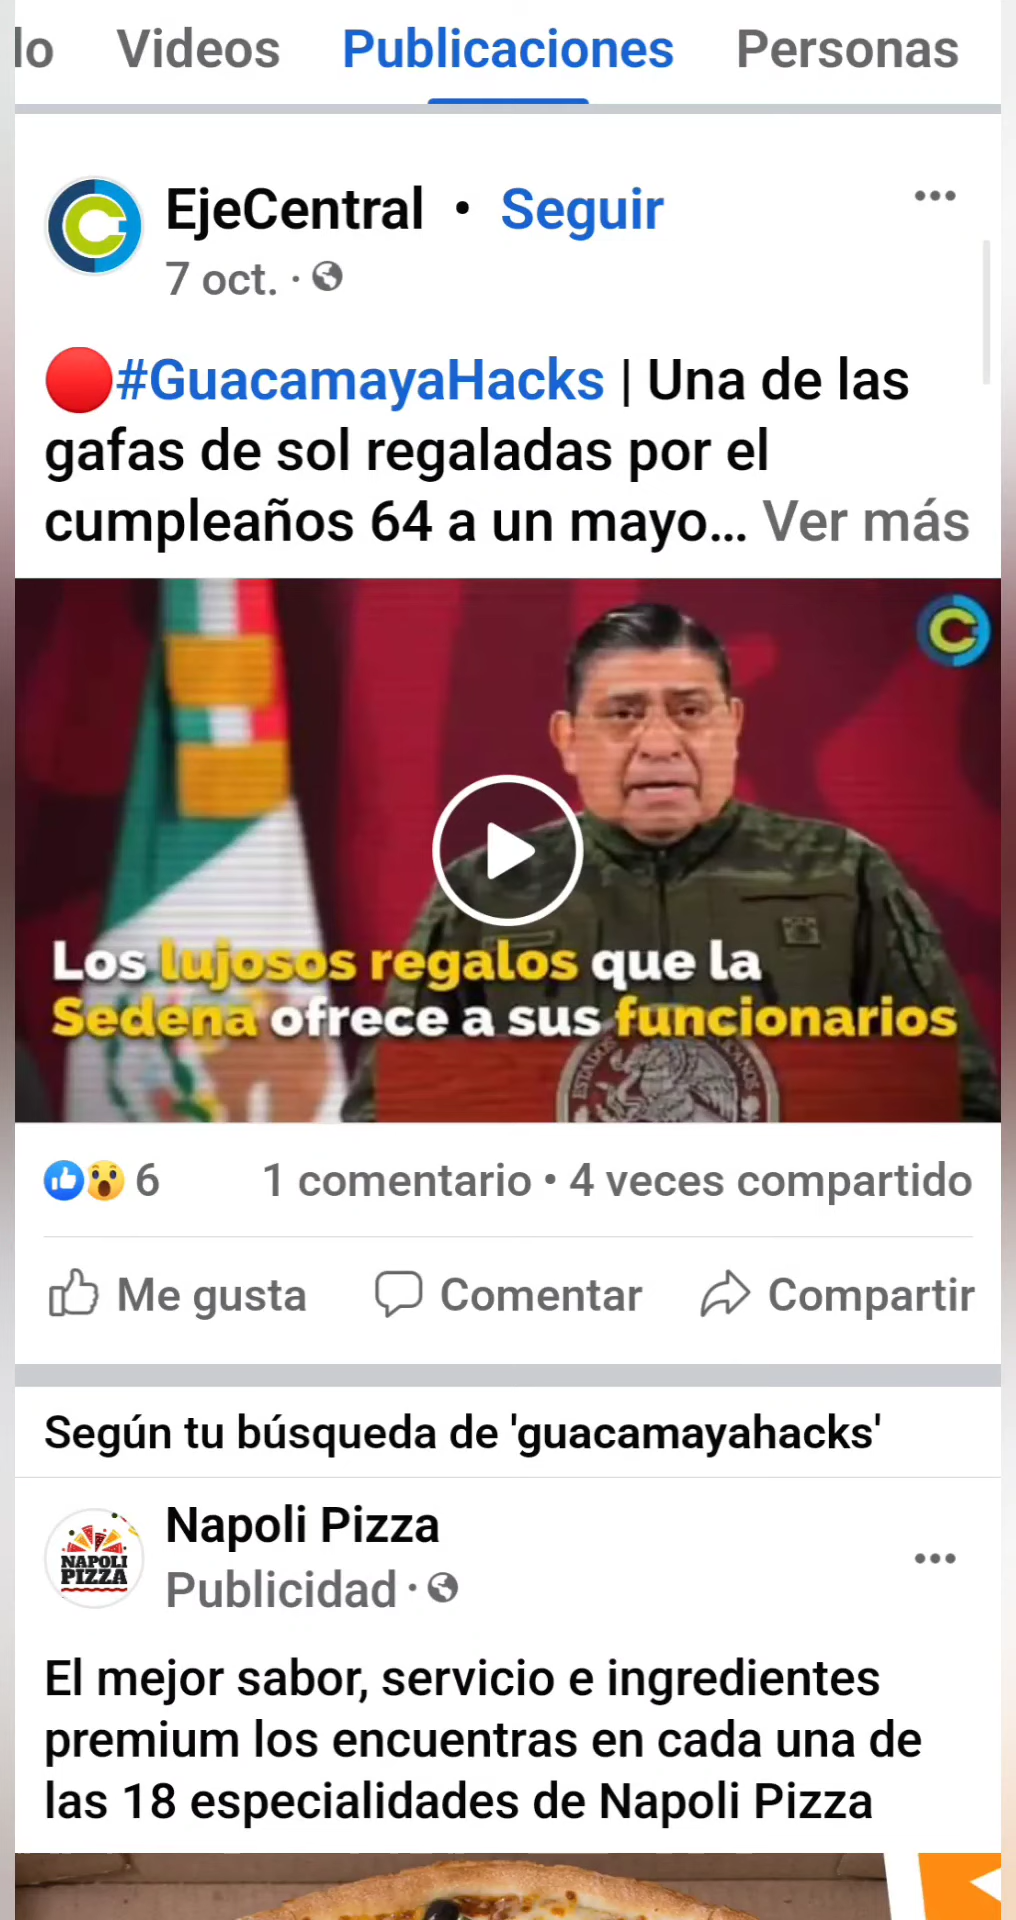 lo Videos Publicaciones Personas
EjeCentral • Seguir
7 oct. ·
#GuacamayaHacks | Una de las
gafas de sol regaladas por el
cumpleaños 64 a un mayo... Ver más
Los lujosos regalos que la
Sedena ofrece a sus funcionarios
ESTADOS
6 1 comentario • 4 veces compartido
Me gusta Comentar Compartir
Según tu búsqueda de 'guacamayahacks'
Napoli Pizza
NAPOLI
PIZZA
Publicidad ·
El mejor sabor, servicio e ingredientes
premium los encuentras en cada una de
las 18 especialidades de Napoli Pizza